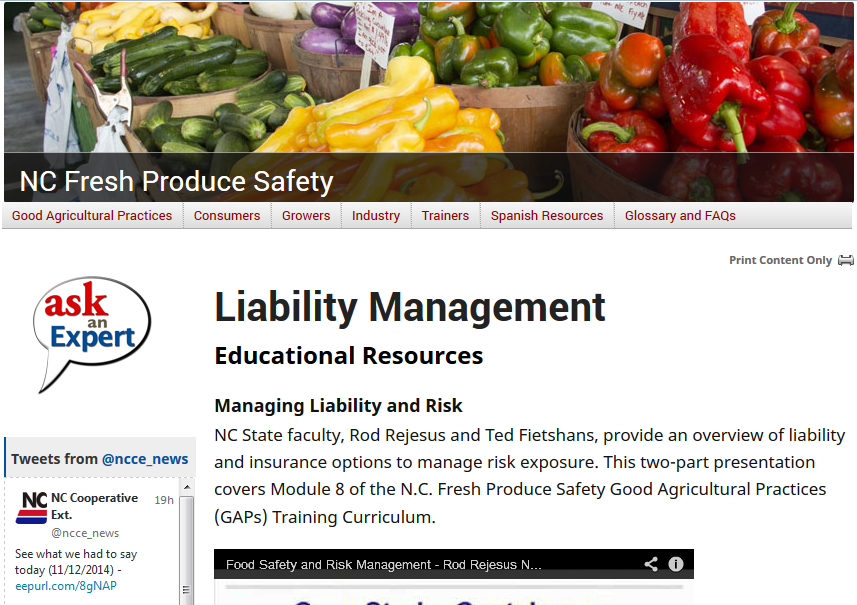 NC Fresh Produce Safety
Good Agricultural Practices
Consumers
Growers
Industry
Trainers
Spanish Resources
Glossary and FAQs
Print Content Only
ask
an
Expert
Liability Management
Educational Resources
Managing Liability and Risk
NC State faculty, Rod Rejesus and Ted Fietshans, provide an overview of liability
and insurance options to manage risk exposure. This two-part presentation
covers Module 8 of the N.C. Fresh Produce Safety Good Agricultural Practices
(GAPs) Training Curriculum.
Food Safety and Risk Management - Rod Rejesus N...
Tweets from @ncce_news
NC
NC Cooperative
Ext.
19h
@ncce_news
See what we had to say
today (11/12/2014) -
eepurl.com/8gNAP